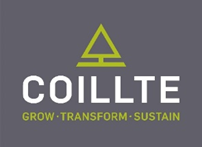 COILLTE
GROW · TRANSFORM · SUSTAIN